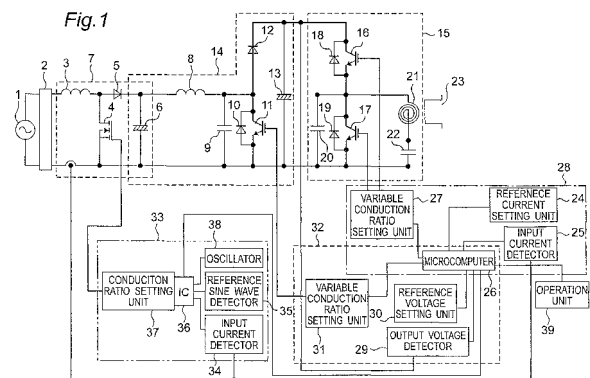 Fig.1
12
14
18
16
15
7
3
5
8
13
21
23
2
1
4
6
10
11
19
17
9
20
22
28
VARIABLE
CONDUCTION
RATIO
SETTING UNIT
27
REFERNECE
CURRENT
SETTING UNIT
24
INPUT
CURRENT
DETECTOR
25
33
38
32
MICROCOMPUTER
26
OSCILLATOR
CONDUCITON
RATIO SETTING
UNIT
IC
REFERENCE
SINE WAVE
DETECTOR
35
VARIABLE
CONDUCTION
RATIO
SETTING UNIT
REFERENCE
VOLTAGE
SETTING UNIT
30
OPERATION
UNIT
39
37
36
INPUT
CURRENT
DETECTOR
34
31
OUTPUT VOLTAGE
DETECTOR
29